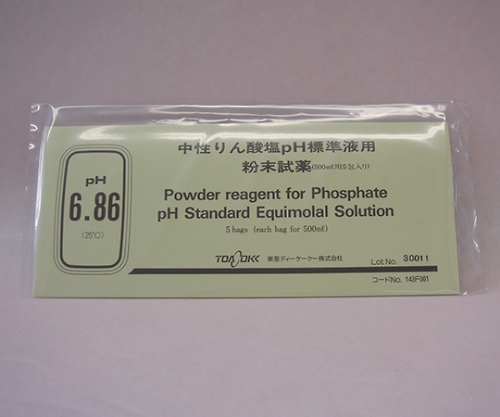 中性りん酸塩pH標準液用
粉末試薬(500mℓ用5包入り)
pH
6.86
(25℃)
Powder reagent for Phosphate
pH Standard Equimolal Solution
5 bags (each bag for 500mℓ)
TOADKK 東亜ディーケーケー株式会社
Lot No. 30011
コードNo. 143F061